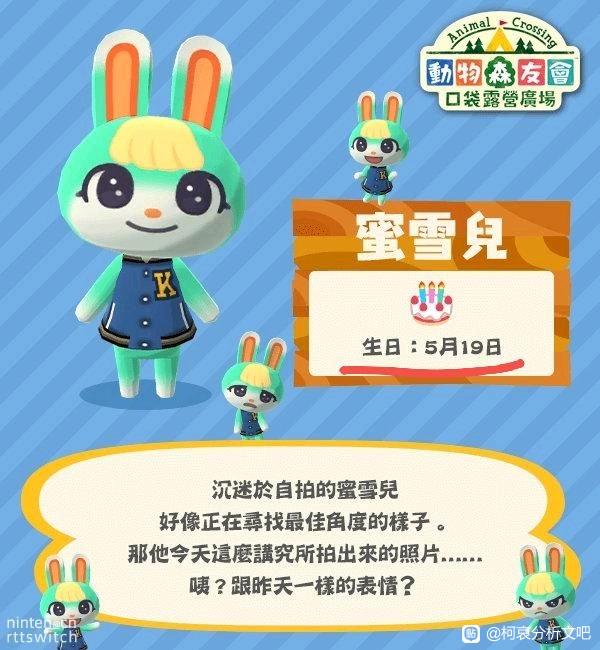 Animal Crossing
動物森友會
口袋露營廣場
K
蜜雪兒
生日：5月19日
沉迷於自拍的蜜雪兒
好像正在尋找最佳角度的樣子。
那他今天這麼講究所拍出來的照片......
咦？跟昨天一樣的表情？
rttswitch
貼 @柯哀分析文吧